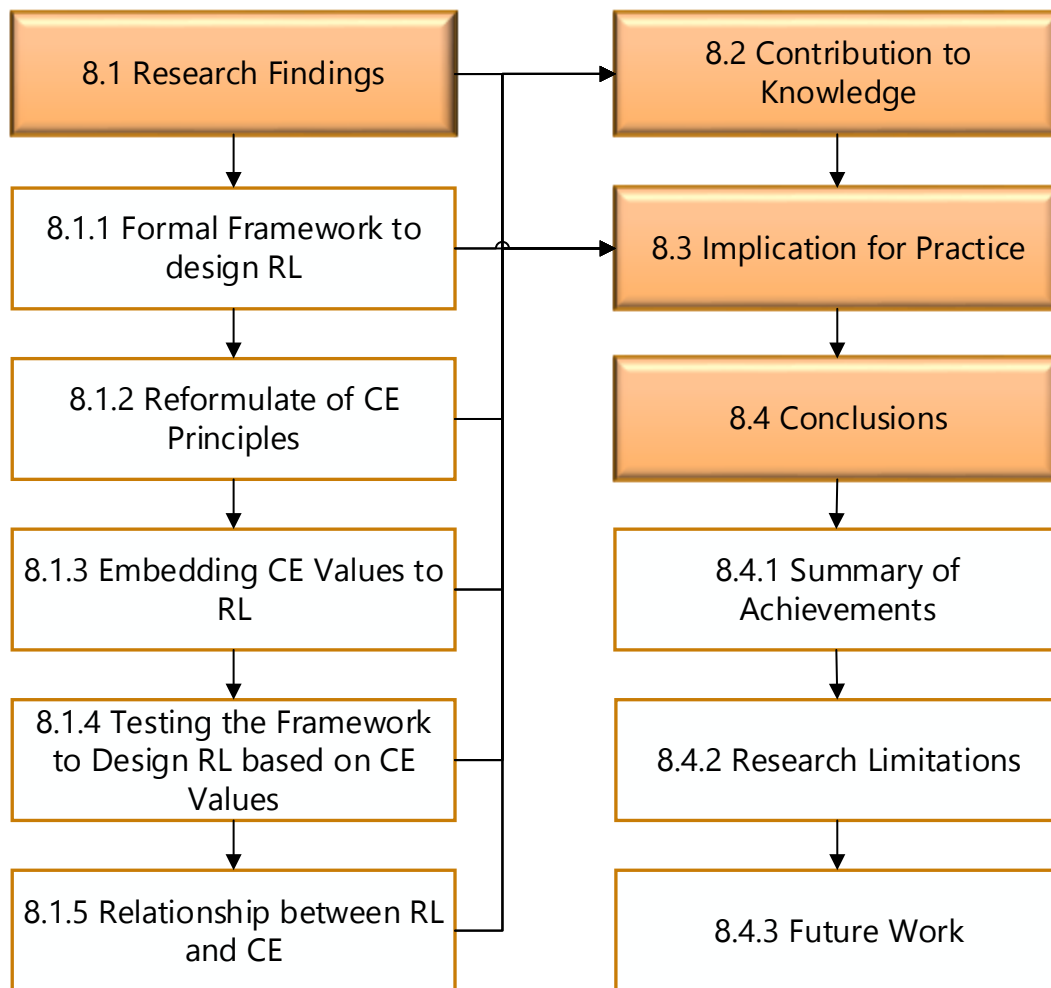 8.1 Research Findings
8.1.1 Formal Framework to
design RL
8.1.2 Reformulate of CE
Principles
8.1.3 Embedding CE Values to
RL
8.1.4 Testing the Framework
to Design RL based on CE
Values
8.1.5 Relationship between RL
and CE
8.2 Contribution to
Knowledge
8.3 Implication for Practice
8.4 Conclusions
8.4.1 Summary of
Achievements
8.4.2 Research Limitations
8.4.3 Future Work